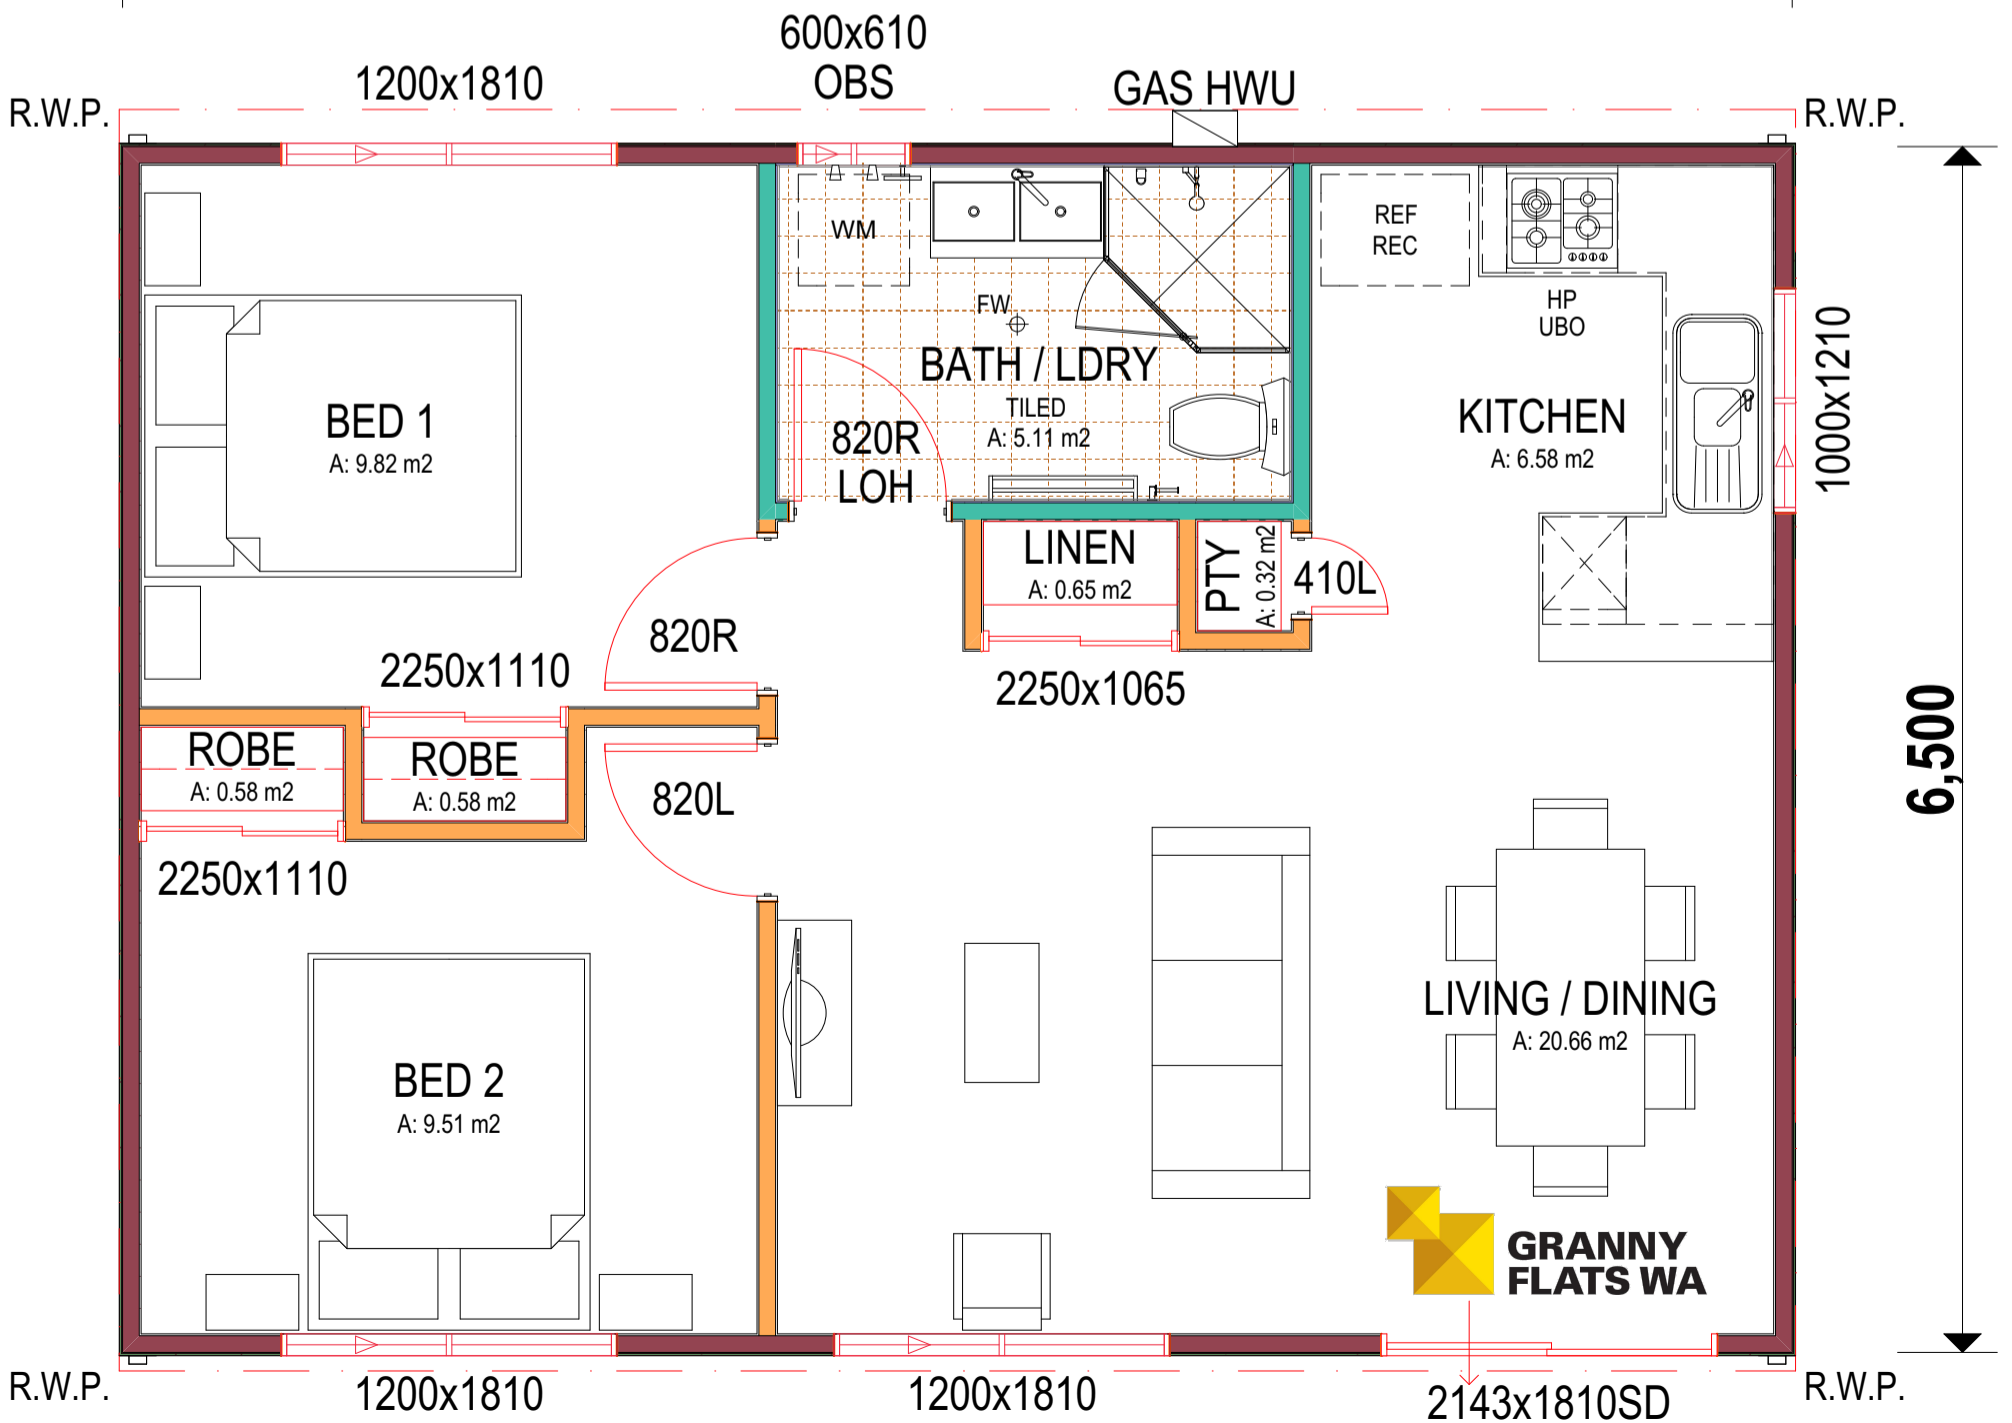 600x610
OBS
1200x1810
GAS HWU
R.W.P.
R.W.P.
WM
REF
REC
HP
UBO
FW
BATH / LDRY
TILED
A: 5.11 m2
820R
LOH
BED 1
A: 9.82 m2
KITCHEN
A: 6.58 m2
1000x1210
LINEN
A: 0.65 m2
PTY
A: 0.32 m2
410L
820R
2250x1110
2250x1065
ROBE
A: 0.58 m2
ROBE
A: 0.58 m2
820L
6,500
2250x1110
LIVING / DINING
A: 20.66 m2
BED 2
A: 9.51 m2
GRANNY
FLATS WA
R.W.P.
1200x1810
1200x1810
2143x1810SD
R.W.P.